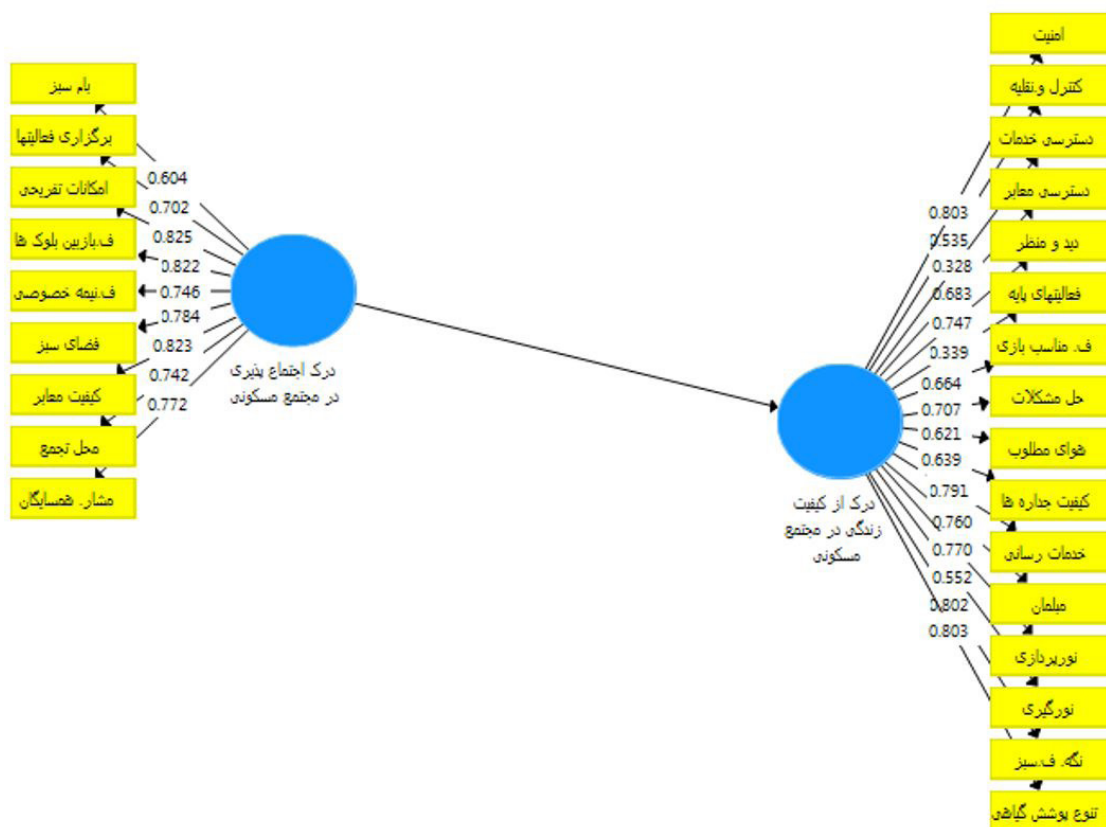 بام سبز
برگزاری فعالیتها
امکانات تفریحی
ف.بازبین بلوک ها
ف.نیمه خصوصی
فضای سبز
کیفیت معابر
محل تجمع
مشار. همسایگان
0.604
0.702
0.825
0.822
0.746
0.784
0.823
0.742
0.772
درک اجتماع پذیری
در مجتمع مسکونی
درک از کیفیت
زندگی در مجتمع
مسکونی
0.803
0.535
0.328
0.683
0.747
0.339
0.664
0.707
0.621
0.639
0.791
0.760
0.770
0.552
0.802
0.803
امنیت
کنترل و.نقلیه
دسترسی خدمات
دسترسی معابر
دید و منظر
فعالیتهای پایه
ف. مناسب بازی
حل مشکلات
هوای مطلوب
کیفیت جداره ها
خدمات رسانی
مبلمان
نورپردازی
نورگیری
نگه. ف.سبز
تنوع پوشش گیاهی